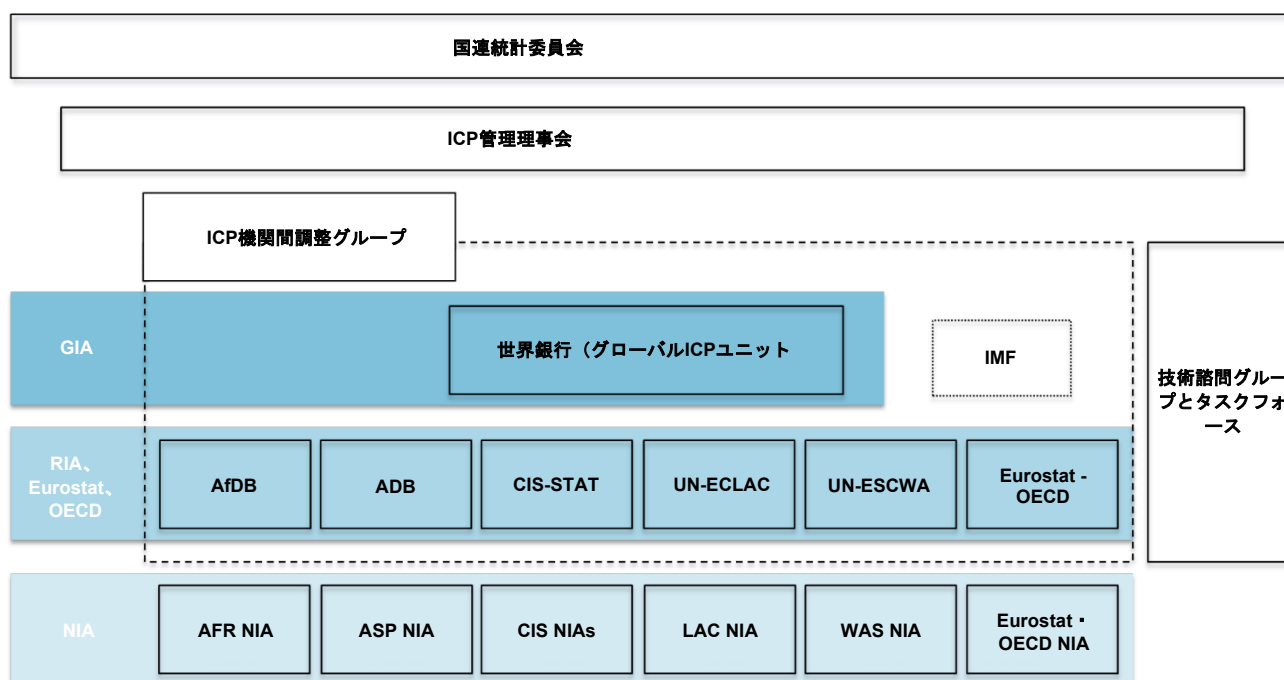 国連統計委員会
ICP管理理事会
ICP機関間調整グループ
GIA
世界銀行（グローバルICPユニット
IMF
技術諮問グルー
プとタスクフォ
ース
RIA、
Eurostat、
OECD
AfDB
ADB
CIS-STAT
UN-ECLAC
UN-ESCWA
Eurostat -
OECD
NIA
AFR NIA
ASP NIA
CIS NIAs
LAC NIA
WAS NIA
Eurostat・
OECD NIA